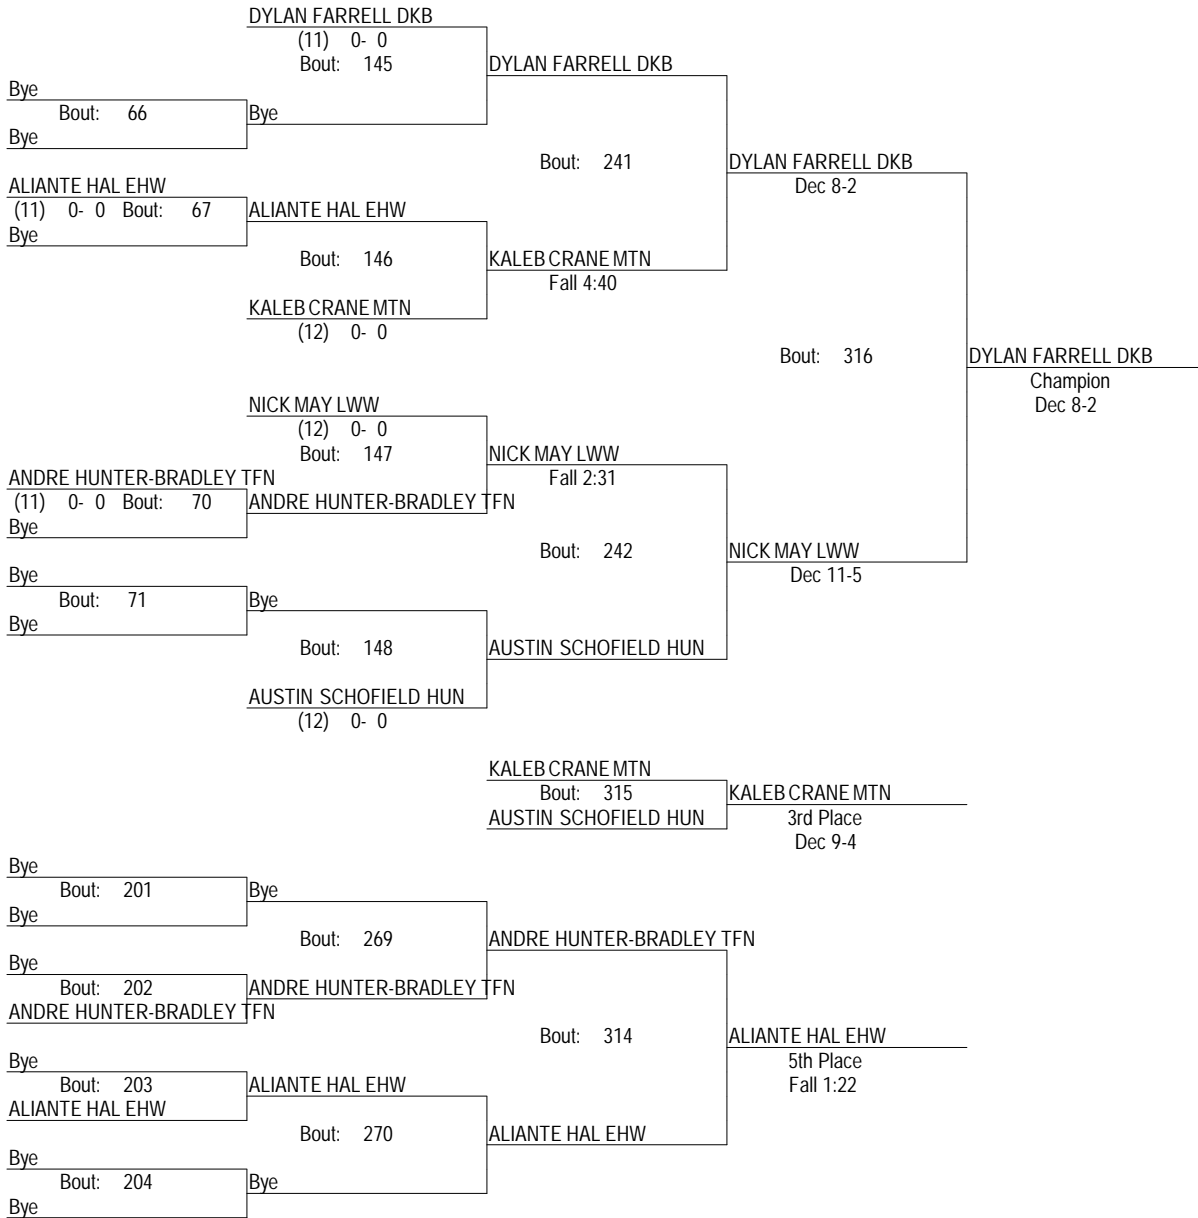 DYLAN FARRELL DKB
(11) 0- 0
Bout: 145
DYLAN FARRELL DKB
Bye
Bout: 66
Bye
Bye
Bout: 241
DYLAN FARRELL DKB
Dec 8-2
ALIANTE HAL EHW
(11) 0- 0 Bout: 67
ALIANTE HAL EHW
Bye
Bout: 146
KALEB CRANE MTN
Fall 4:40
KALEB CRANE MTN
(12) 0- 0
Bout: 316
DYLAN FARRELL DKB
Champion
Dec 8-2
NICK MAY LWW
(12) 0- 0
Bout: 147
NICK MAY LWW
Fall 2:31
ANDRE HUNTER-BRADLEY TFN
(11) 0- 0 Bout: 70
ANDRE HUNTER-BRADLEY TFN
Bye
Bout: 242
NICK MAY LWW
Dec 11-5
Bye
Bout: 71
Bye
Bye
Bout: 148
AUSTIN SCHOFIELD HUN
AUSTIN SCHOFIELD HUN
(12) 0- 0
KALEB CRANE MTN
Bout: 315
KALEB CRANE MTN
AUSTIN SCHOFIELD HUN
3rd Place
Dec 9-4
Bye
Bout: 201
Bye
Bye
Bout: 269
ANDRE HUNTER-BRADLEY TFN
Bye
Bout: 202
ANDRE HUNTER-BRADLEY TFN
ANDRE HUNTER-BRADLEY TFN
Bout: 314
ALIANTE HAL EHW
5th Place
Fall 1:22
Bye
Bout: 203
ALIANTE HAL EHW
ALIANTE HAL EHW
Bout: 270
ALIANTE HAL EHW
Bye
Bout: 204
Bye
Bye